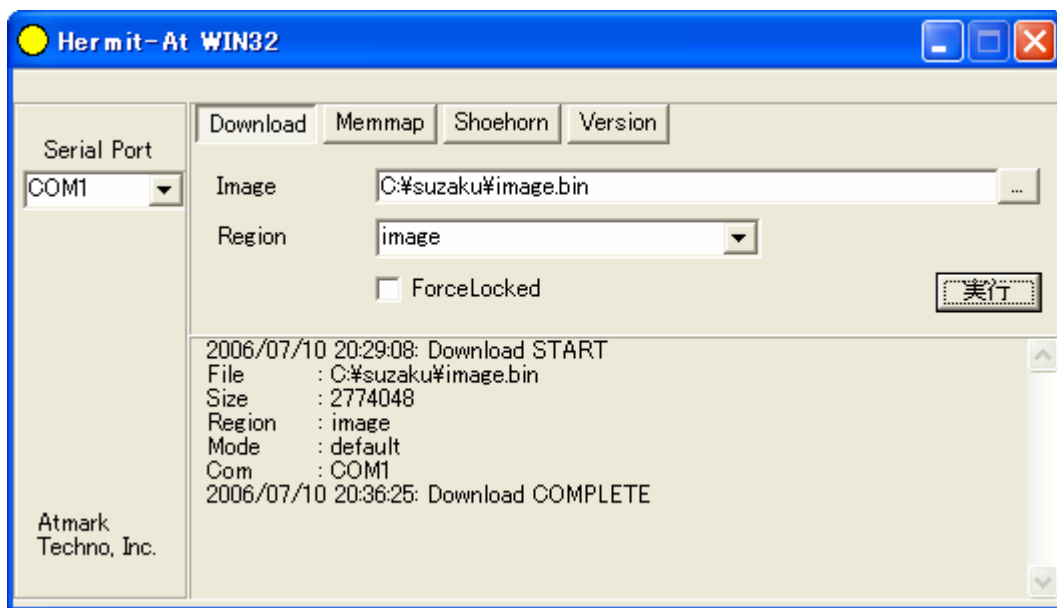 Hermit-At WIN32
Serial Port
COM1
Atmark
Techno, Inc.
Download Memmap Shoehorn Version
Image C:¥suzaku¥image.bin ...
Region image
ForceLocked 実行
2006/07/10 20:29:08: Download START
File : C:¥suzaku¥image.bin
Size : 2774048
Region : image
Mode : default
Com : COM1
2006/07/10 20:36:25: Download COMPLETE